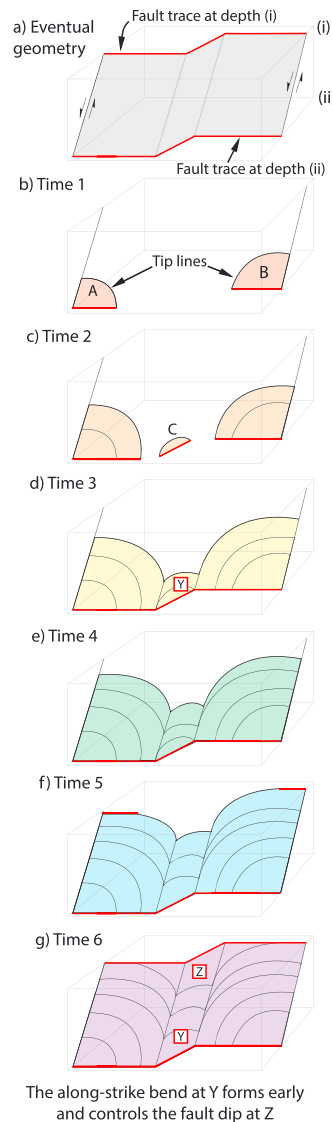 a) Eventual
geometry
Fault trace at depth (i)
(i)
(ii
Fault trace at depth (ii)
b) Time 1
Tip lines
A
B
c) Time 2
C
d) Time 3
Y
e) Time 4
f) Time 5
g) Time 6
Z
Y
The along-strike bend at Y forms early
and controls the fault dip at Z